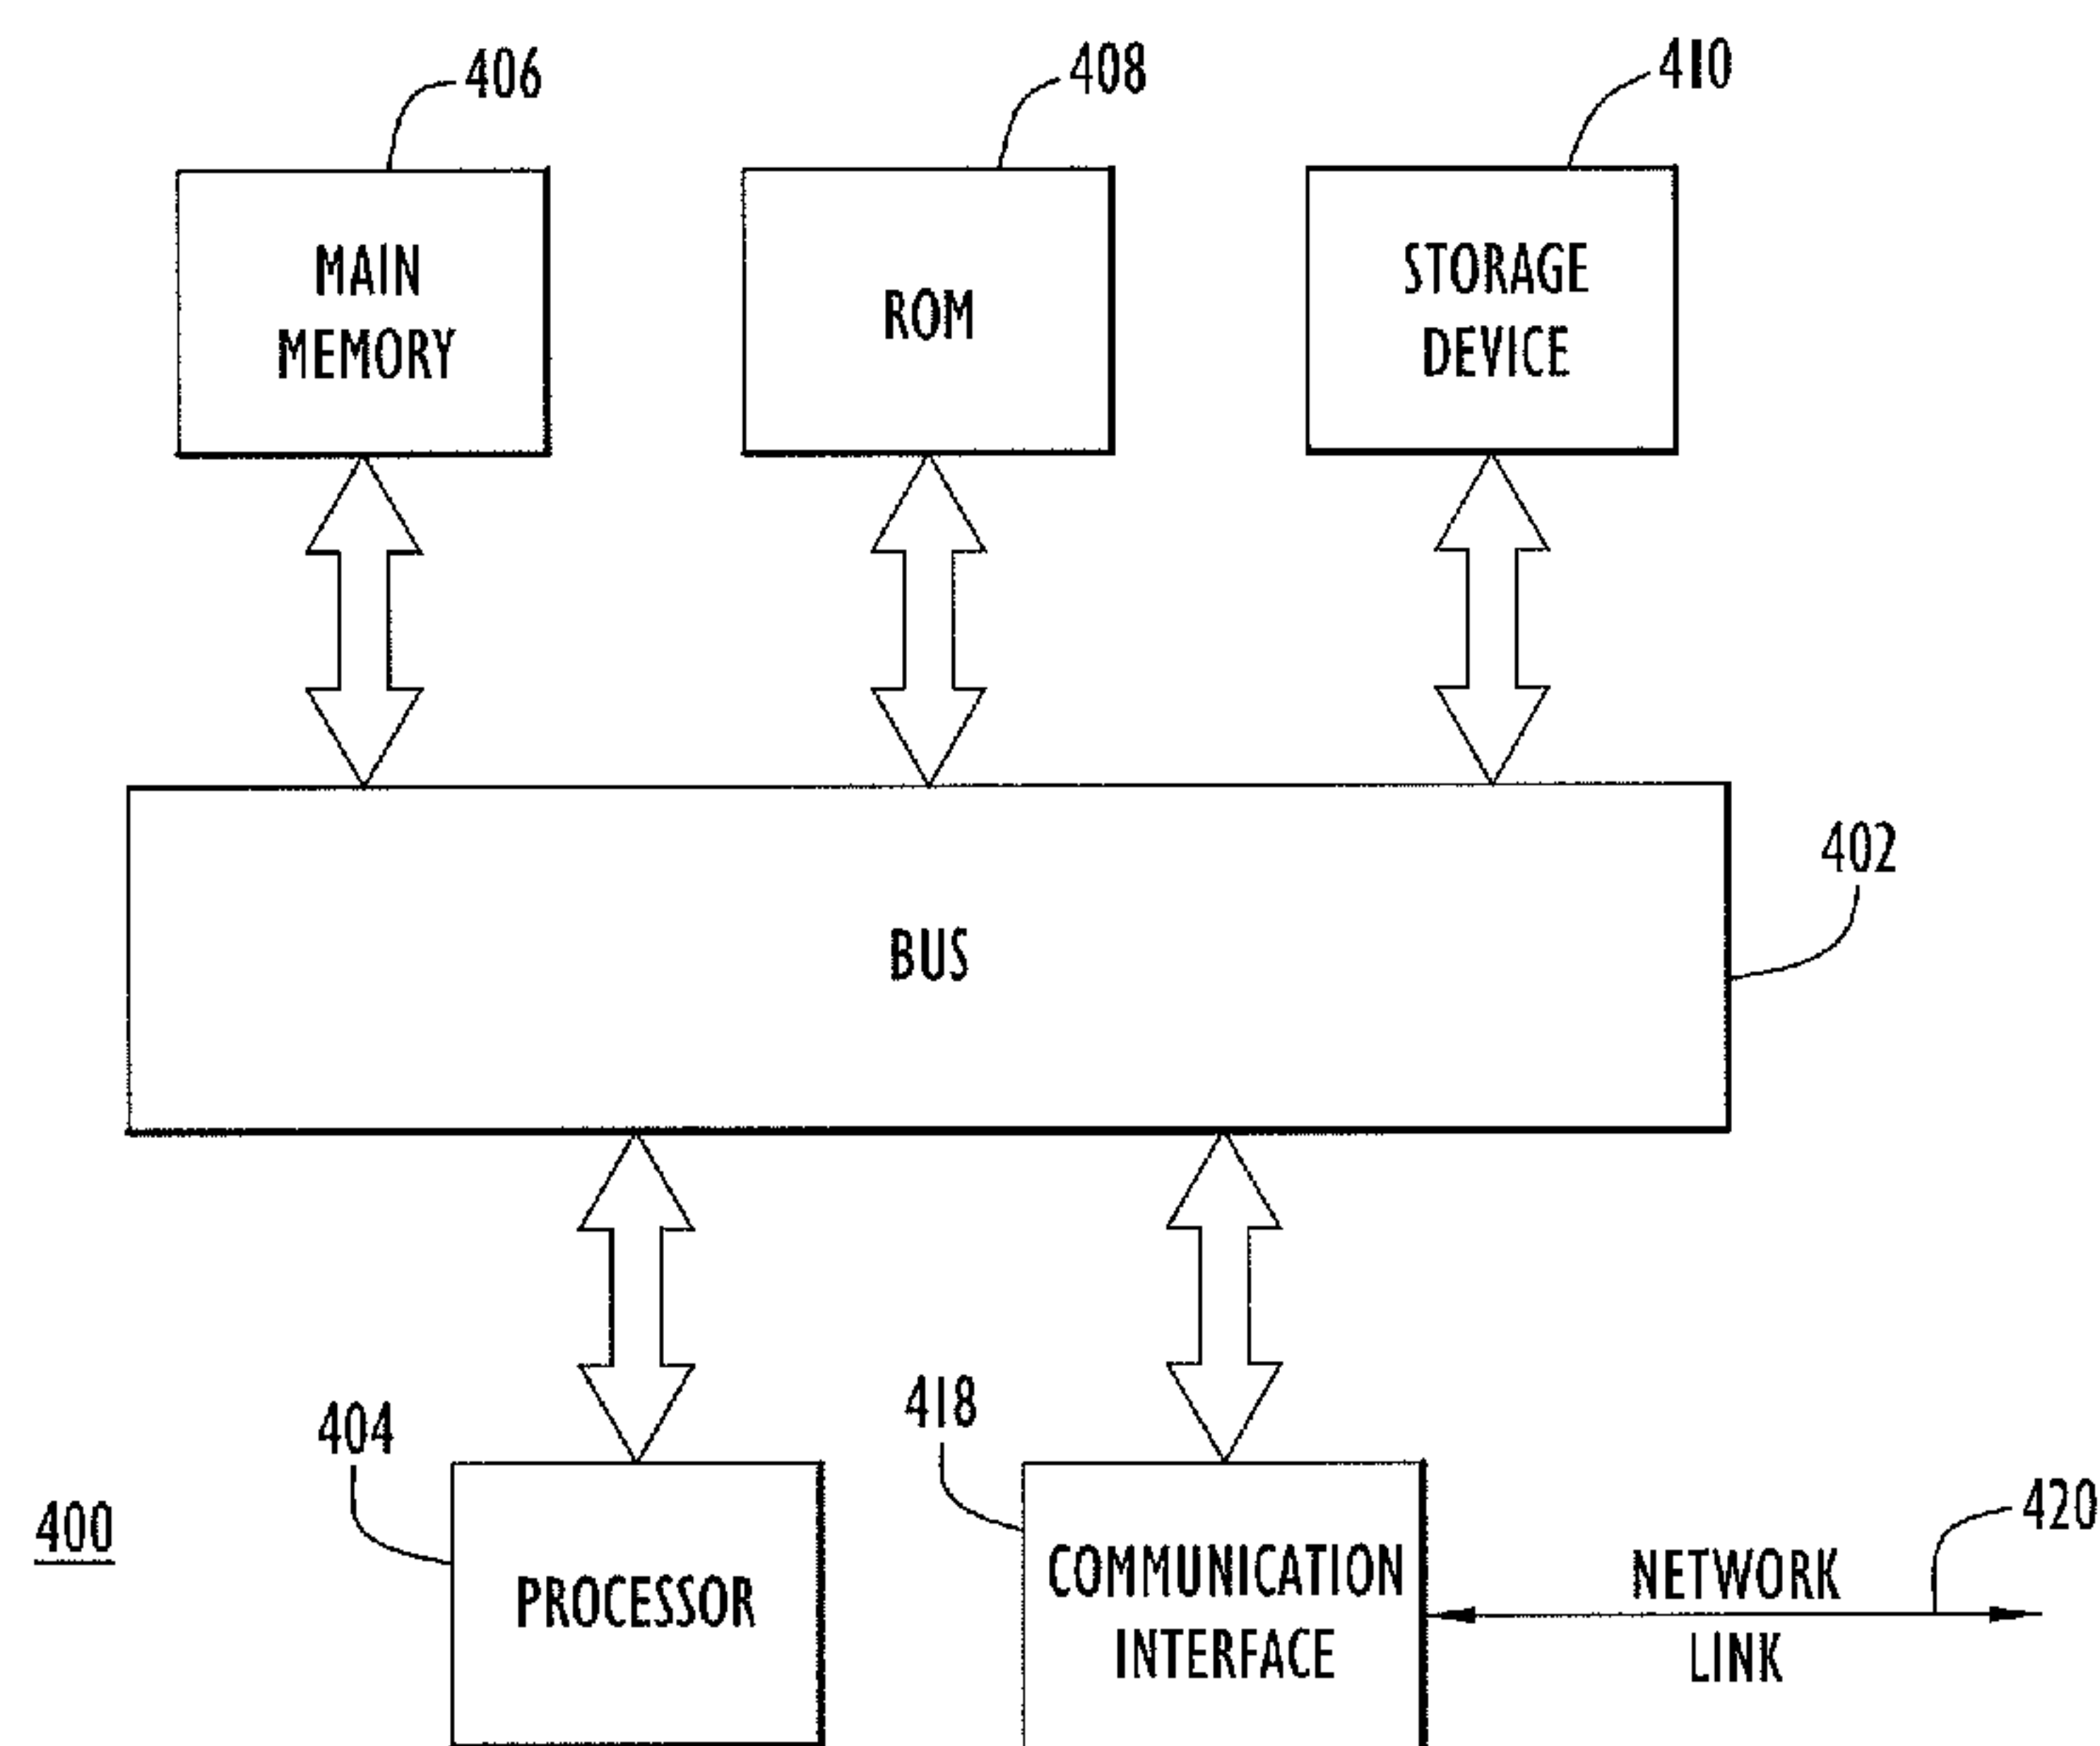 406
408
410
MAIN
MEMORY
ROM
STORAGE
DEVICE
402
BUS
404
418
400
420
PROCESSOR
COMMUNICATION
INTERFACE
NETWORK
LINK